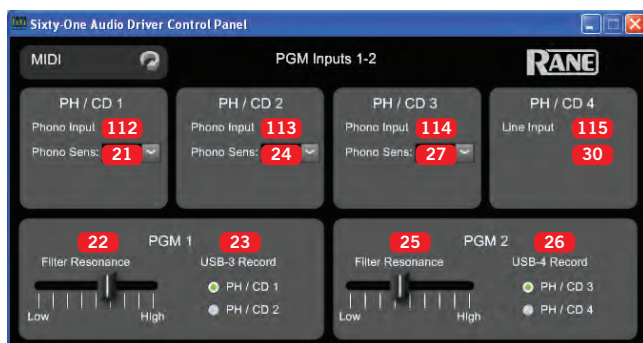 Sixty-One Audio Driver Control Panel
MIDI
PGM Inputs 1-2
RANE
PH / CD 1
Phono Input 112
Phono Sens: 21
PH / CD 2
Phono Input 113
Phono Sens: 24
PH / CD 3
Phono Input 114
Phono Sens: 27
PH / CD 4
Line Input 115
30
22 PGM 1 23
Filter Resonance USB-3 Record
PH / CD 1
PH / CD 2
Low High
25 PGM 2 26
Filter Resonance USB-4 Record
PH / CD 3
PH / CD 4
Low High